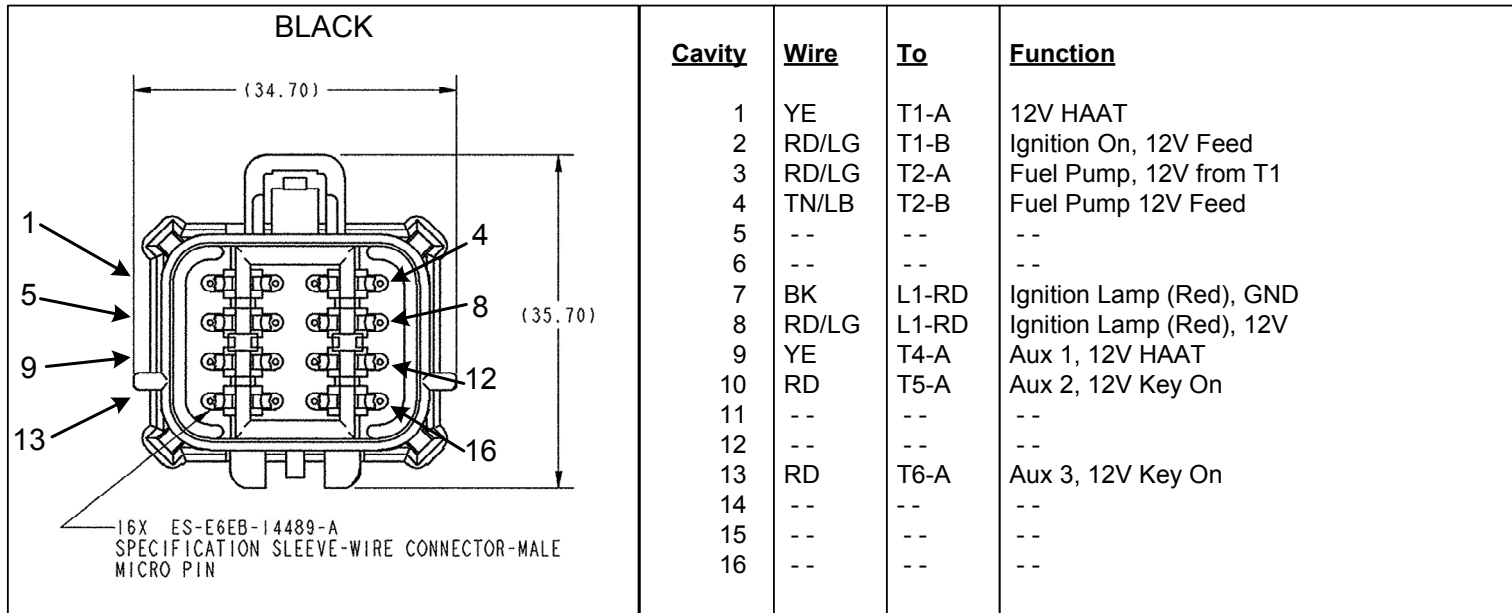 BLACK
(34.70)
1
4
5
8
(35.70)
9
12
13
16
16X ES-E6EB-14489-A
SPECIFICATION SLEEVE-WIRE CONNECTOR-MALE
MICRO PIN
Cavity Wire To Function
1 YE T1-A 12V HAAT
2 RD/LG T1-B Ignition On, 12V Feed
3 RD/LG T2-A Fuel Pump, 12V from T1
4 TN/LB T2-B Fuel Pump 12V Feed
5 - - - - - -
6 - - - - - -
7 BK L1-RD Ignition Lamp (Red), GND
8 RD/LG L1-RD Ignition Lamp (Red), 12V
9 YE T4-A Aux 1, 12V HAAT
10 RD T5-A Aux 2, 12V Key On
11 - - - - - -
12 - - - - - -
13 RD T6-A Aux 3, 12V Key On
14 - - - - - -
15 - - - - - -
16 - - - - - -